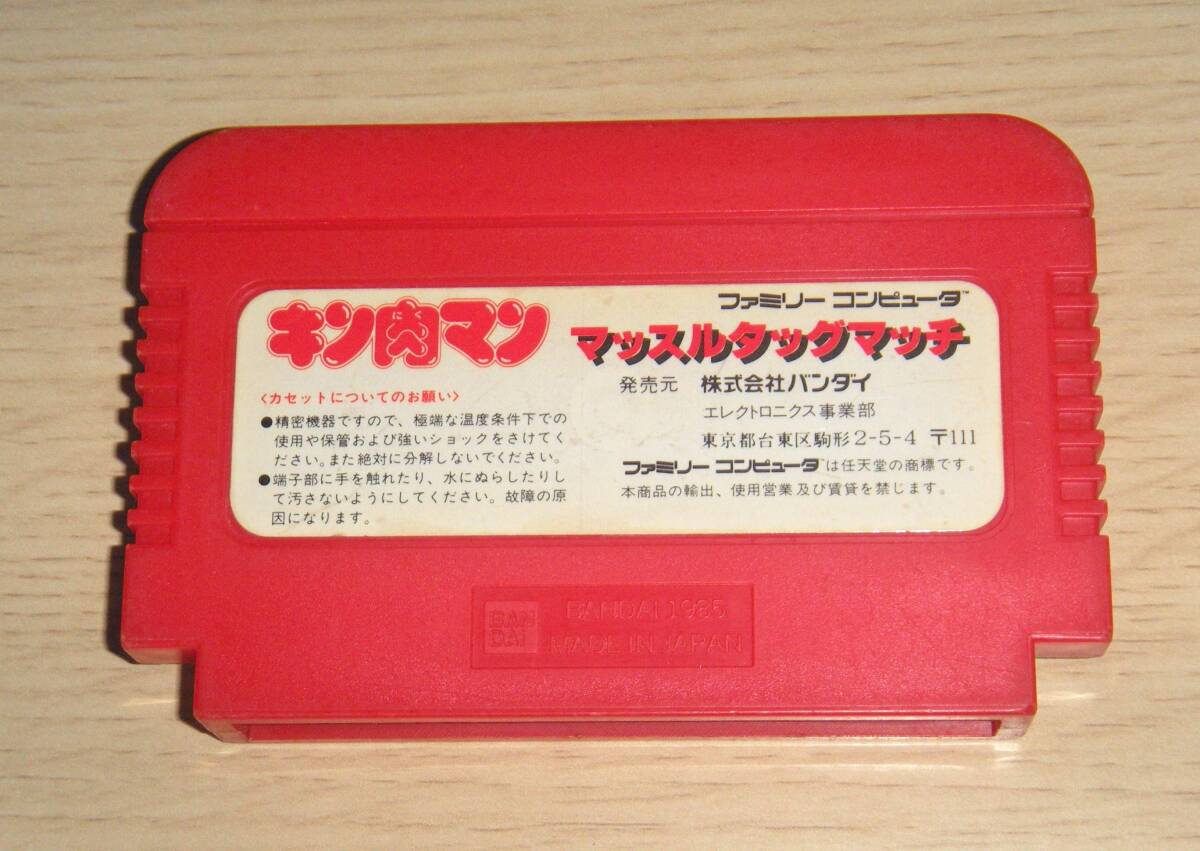 キン肉マン
〈カセットについてのお願い〉
●精密機器ですので、極端な温度条件下での
使用や保管および強いショックをさけてく
ださい。また絶対に分解しないでください。
●端子部に手を触れたり、水にぬらしたりし
て汚さないようにしてください。故障の原
因になります。
ファミリー コンピュータ™
マッスルタッグマッチ
発売元 株式会社バンダイ
エレクトロニクス事業部
東京都台東区駒形2-5-4 〒111
ファミリー コンピュータ™は任天堂の商標です。
本商品の輸出、使用営業及び賃貸を禁じます。
BAN
DAI
BANDAI 1985
MADE IN JAPAN